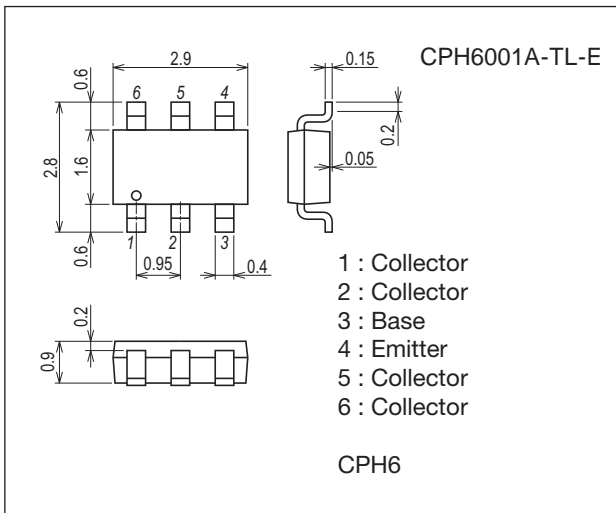 CPH6001A-TL-E
2.9
0.15
0.6
6 5 4
0.2
2.8
1.6
0.05
0.6
1 2 3
0.95
0.4
1 : Collector
2 : Collector
3 : Base
4 : Emitter
5 : Collector
6 : Collector
0.2
0.9
CPH6